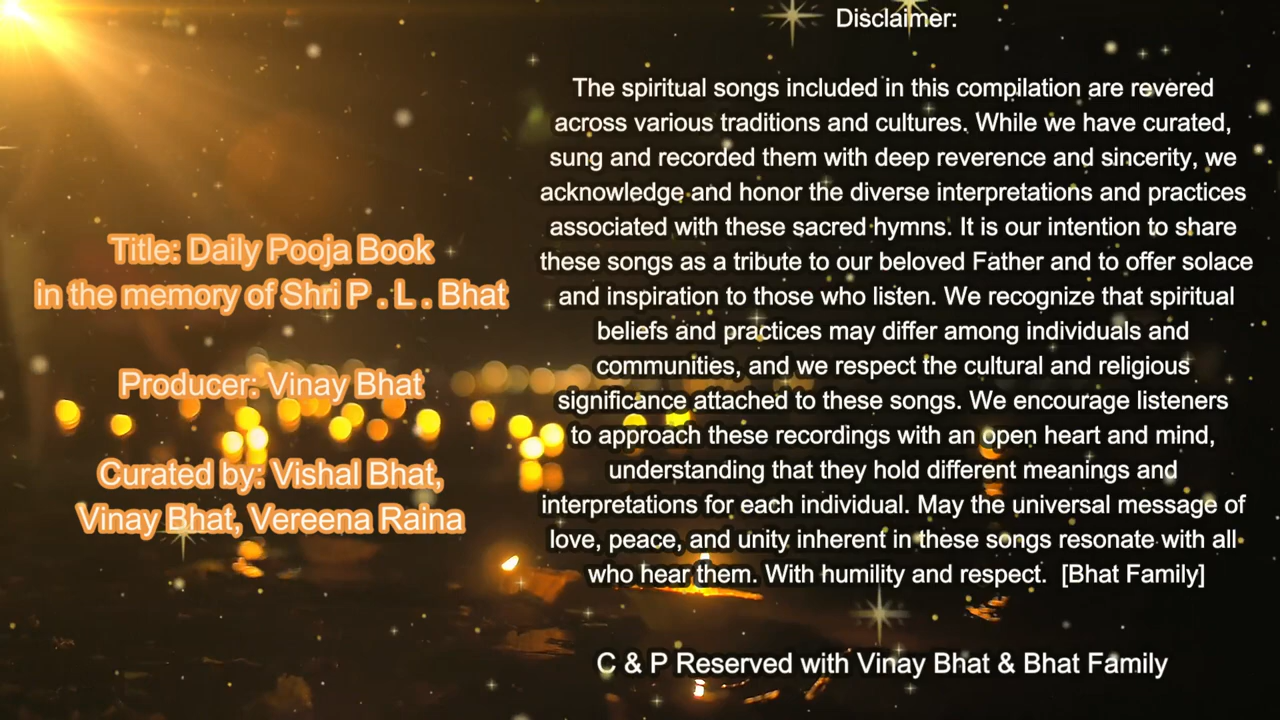 Title: Daily Pooja Book
in the memory of Shri P . L . Bhat
Producer: Vinay Bhat
Curated by: Vishal Bhat,
Vinay Bhat, Vereena Raina
Disclaimer:
The spiritual songs included in this compilation are revered
across various traditions and cultures. While we have curated,
sung and recorded them with deep reverence and sincerity, we
acknowledge and honor the diverse interpretations and practices
associated with these sacred hymns. It is our intention to share
these songs as a tribute to our beloved Father and to offer solace
and inspiration to those who listen. We recognize that spiritual
beliefs and practices may differ among individuals and
communities, and we respect the cultural and religious
significance attached to these songs. We encourage listeners
to approach these recordings with an open heart and mind,
understanding that they hold different meanings and
interpretations for each individual. May the universal message of
love, peace, and unity inherent in these songs resonate with all
who hear them. With humility and respect.  [Bhat Family]
C & P Reserved with Vinay Bhat & Bhat Family